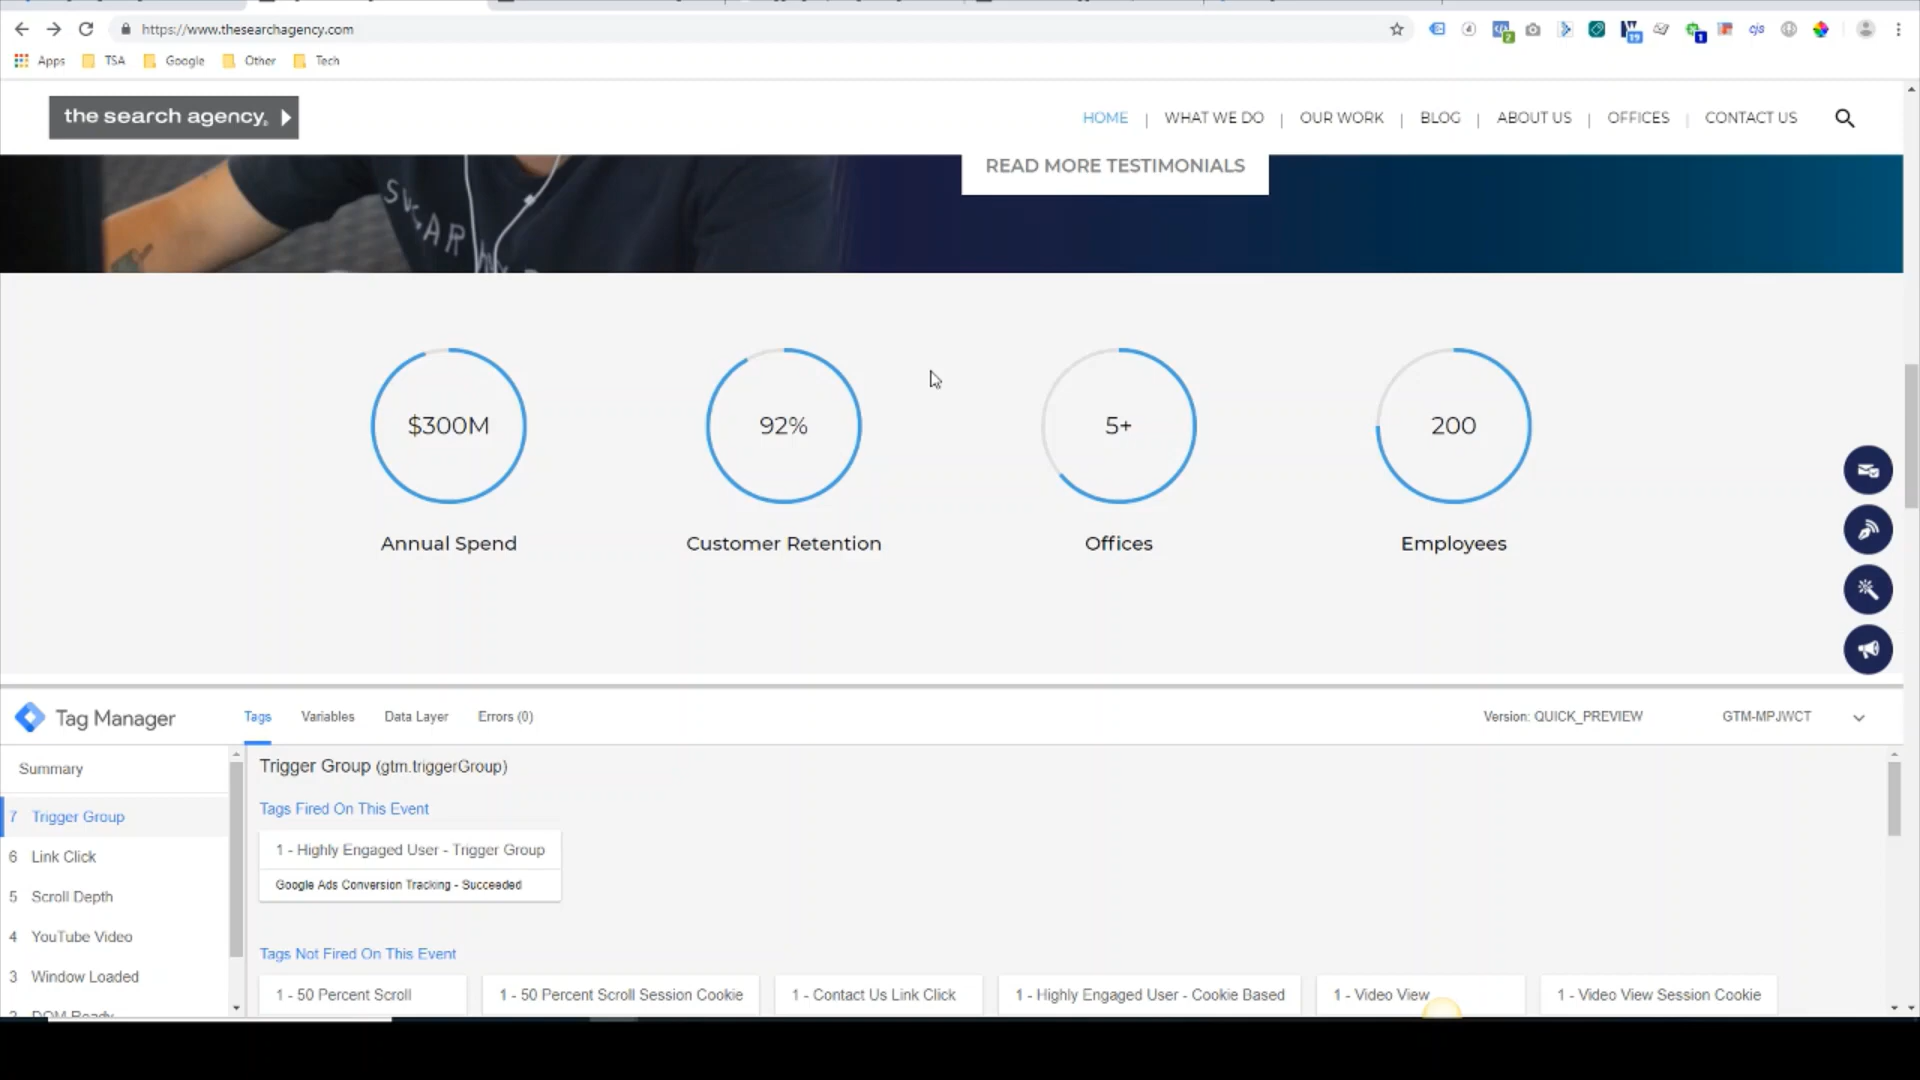 https://www.thesearchagency.com
Apps TSA Google Other Tech
the search agency
HOME | WHAT WE DO | OUR WORK | BLOG | ABOUT US | OFFICES | CONTACT US
READ MORE TESTIMONIALS
SUGAR
$300M 92% 5+ 200
Annual Spend Customer Retention Offices Employees
Tag Manager Tags Variables Data Layer Errors (0) Version: QUICK_PREVIEW GTM-MPJWCT
Summary
7 Trigger Group
6 Link Click
5 Scroll Depth
4 YouTube Video
3 Window Loaded
2 DOM Ready
Trigger Group (gtm.triggerGroup)
Tags Fired On This Event
1 - Highly Engaged User - Trigger Group
Google Ads Conversion Tracking - Succeeded
Tags Not Fired On This Event
1 - 50 Percent Scroll 1 - 50 Percent Scroll Session Cookie 1 - Contact Us Link Click 1 - Highly Engaged User - Cookie Based 1 - Video View 1 - Video View Session Cookie